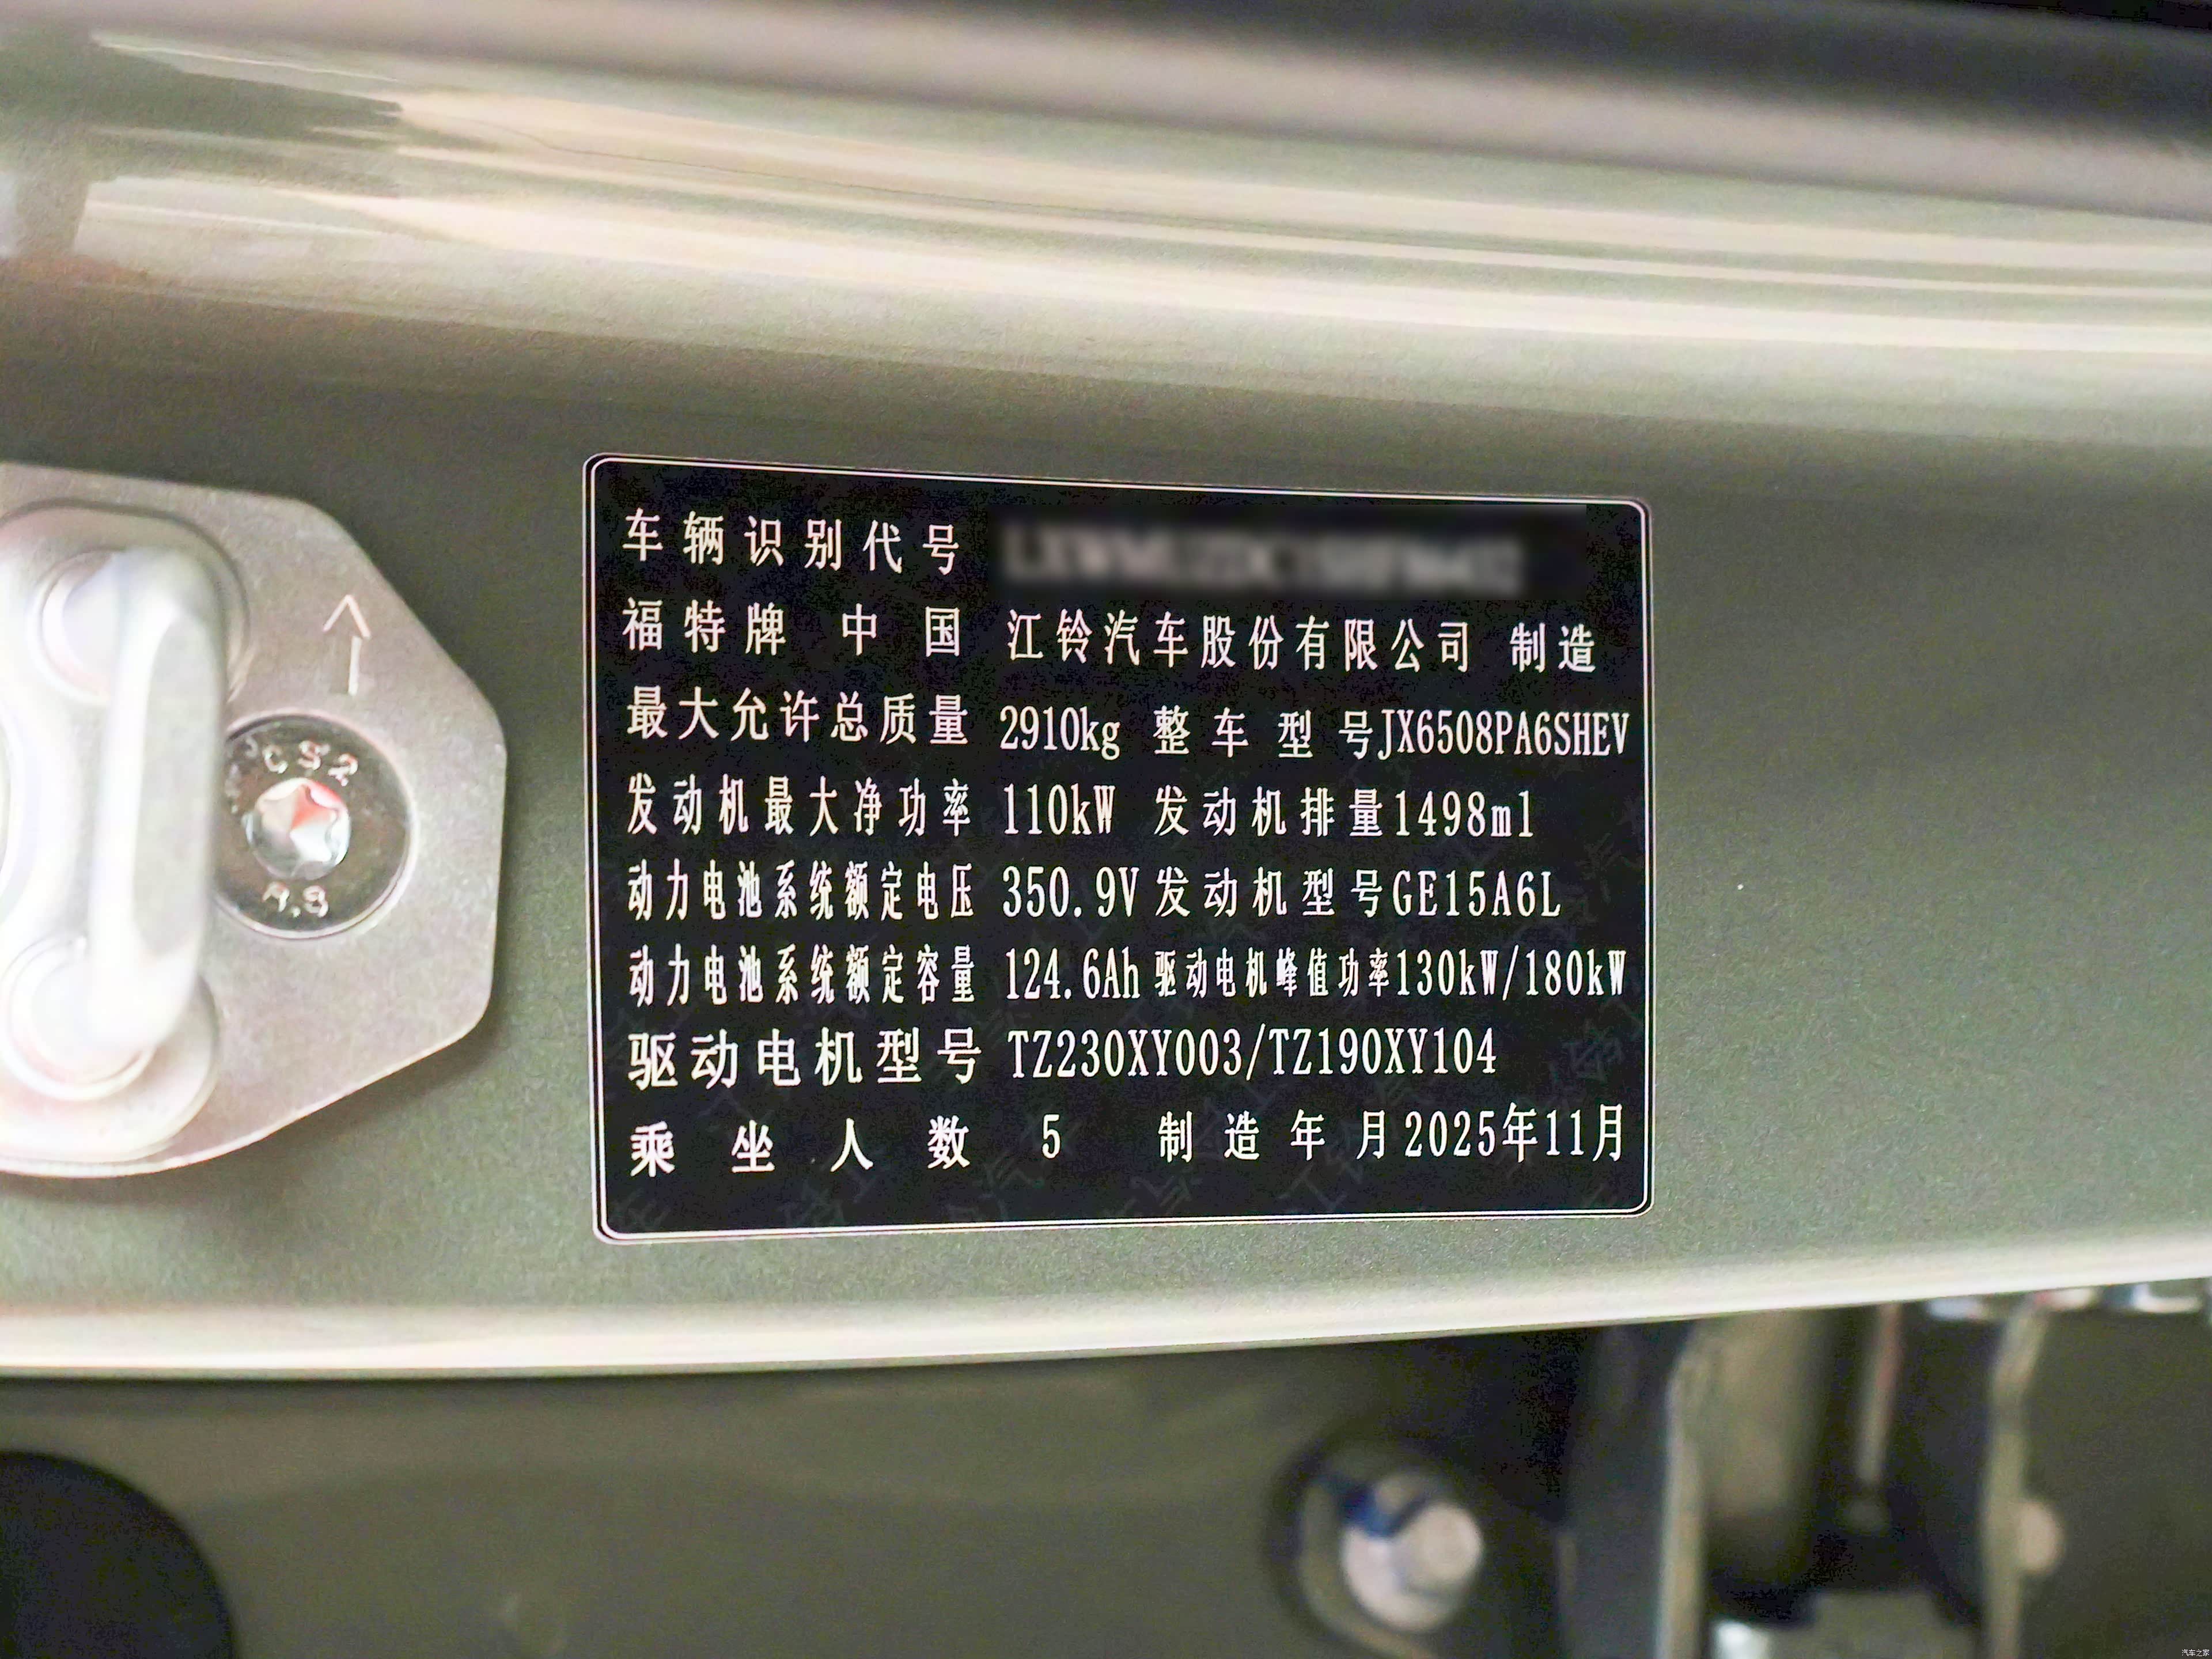 CS2
8.8
车辆识别代号
福特牌 中国 江铃汽车股份有限公司 制造
最大允许总质量 2910kg 整车型号JX6508PA6SHEV
发动机最大净功率 110kW 发动机排量1498ml
动力电池系统额定电压 350.9V 发动机型号GE15A6L
动力电池系统额定容量 124.6Ah 驱动电机峰值功率130kW/180kW
驱动电机型号 TZ230XY003/TZ190XY104
乘坐人数 5 制造年月2025年11月
汽车之家